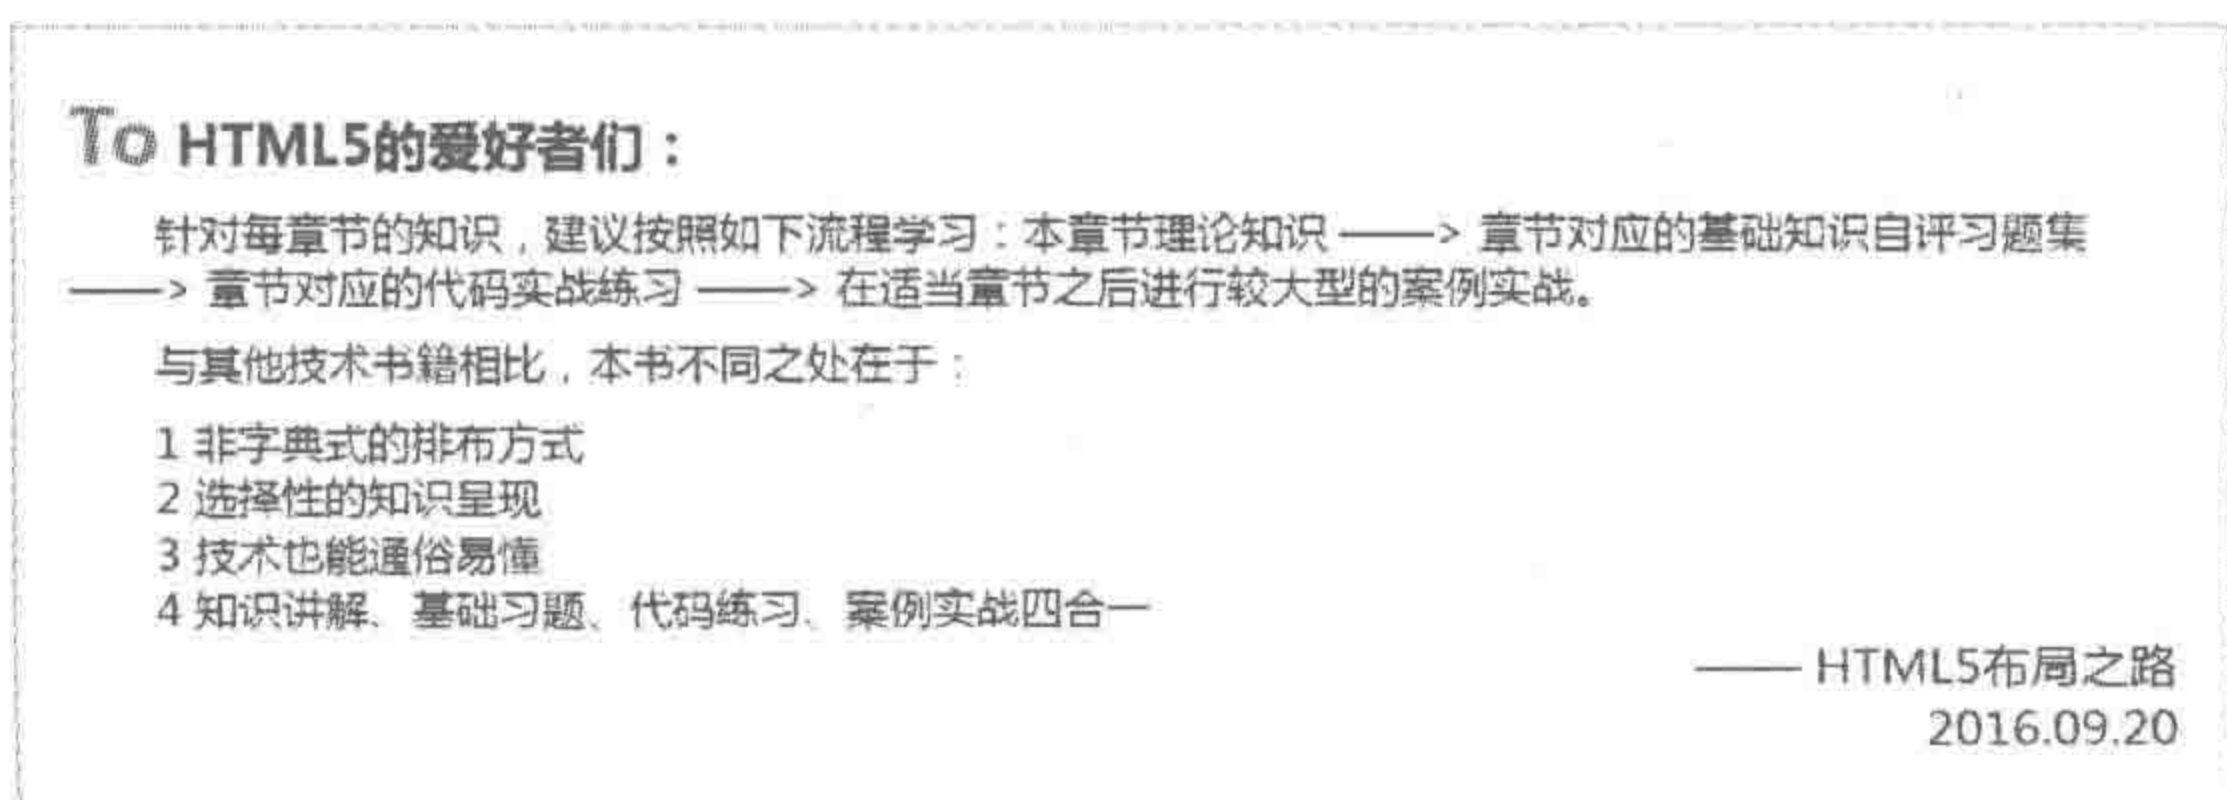 To HTML5的爱好者们：
针对每章节的知识，建议按照如下流程学习：本章节理论知识 ——> 章节对应的基础知识自评习题集
——> 章节对应的代码实战练习 ——> 在适当章节之后进行较大型的案例实战。
与其他技术书籍相比，本书不同之处在于：
1 非字典式的排布方式
2 选择性的知识呈现
3 技术也能通俗易懂
4 知识讲解、基础习题、代码练习、案例实战四合一
—— HTML5布局之路
2016.09.20